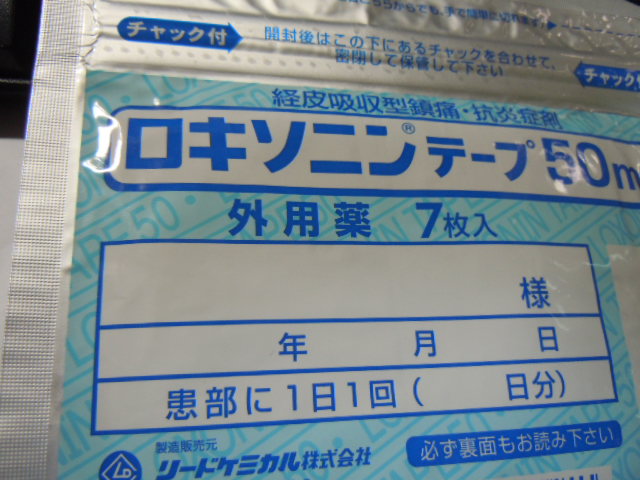 チャック付
開封後はこの下にあるチャックを合わせて、
密閉して保管して下さい
チャック付
経皮吸収型鎮痛・抗炎症剤
ロキソニン®テープ50m
外用薬 7枚入
様
年 月 日
患部に1日1回( 日分)
製造販売元
リードケミカル株式会社
必ず裏面もお読み下さい